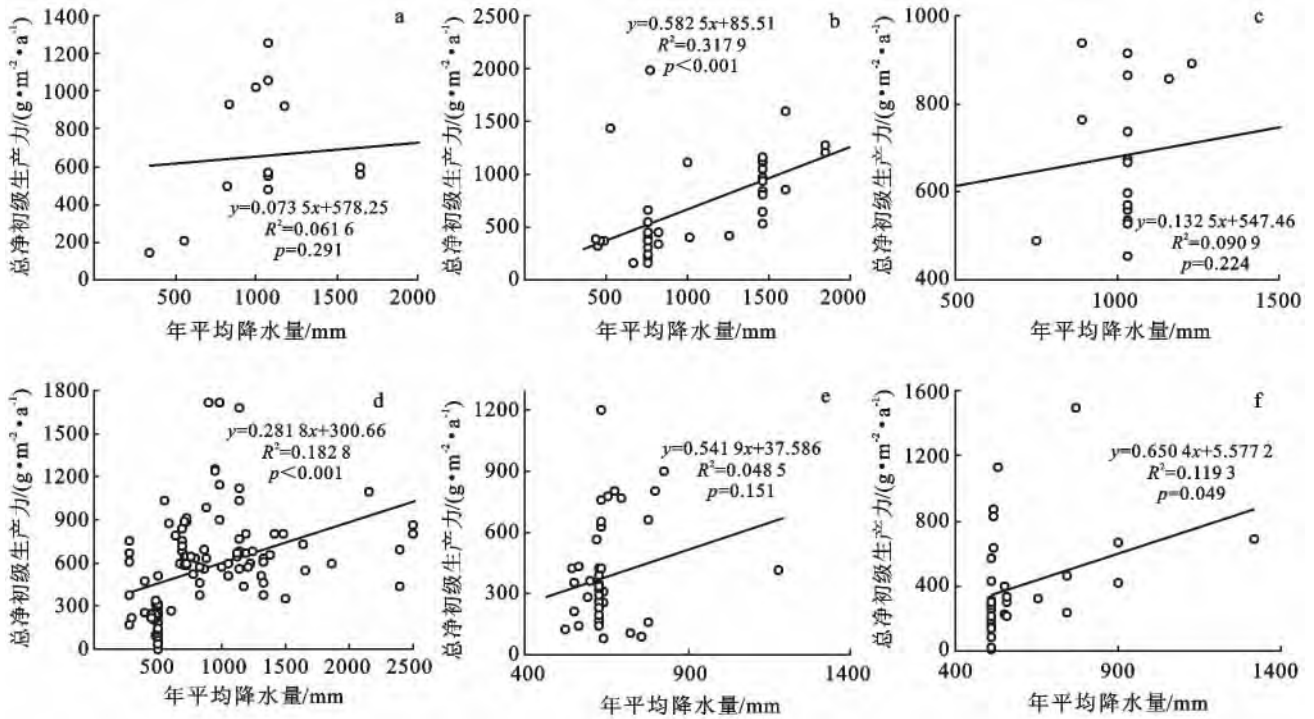 a
y=0.073 5x+578.25
R²=0.061 6
p=0.291
总净初级生产力/(g·m⁻²·a⁻¹)
1400
1200
1000
800
600
400
200
0
500 1000 1500 2000
年平均降水量/mm
b
y=0.582 5x+85.51
R²=0.317 9
p<0.001
总净初级生产力/(g·m⁻²·a⁻¹)
2500
2000
1500
1000
500
0
500 1000 1500 2000
年平均降水量/mm
c
y=0.132 5x+547.46
R²=0.090 9
p=0.224
总净初级生产力/(g·m⁻²·a⁻¹)
1000
800
600
400
500 1000 1500
年平均降水量/mm
d
y=0.281 8x+300.66
R²=0.182 8
p<0.001
总净初级生产力/(g·m⁻²·a⁻¹)
1800
1500
1200
900
600
300
0
500 1000 1500 2000 2500
年平均降水量/mm
e
y=0.541 9x+37.586
R²=0.048 5
p=0.151
总净初级生产力/(g·m⁻²·a⁻¹)
1200
900
600
300
0
400 900 1400
年平均降水量/mm
f
y=0.650 4x+5.577 2
R²=0.119 3
p=0.049
总净初级生产力/(g·m⁻²·a⁻¹)
1600
1200
800
400
0
400 900 1400
年平均降水量/mm